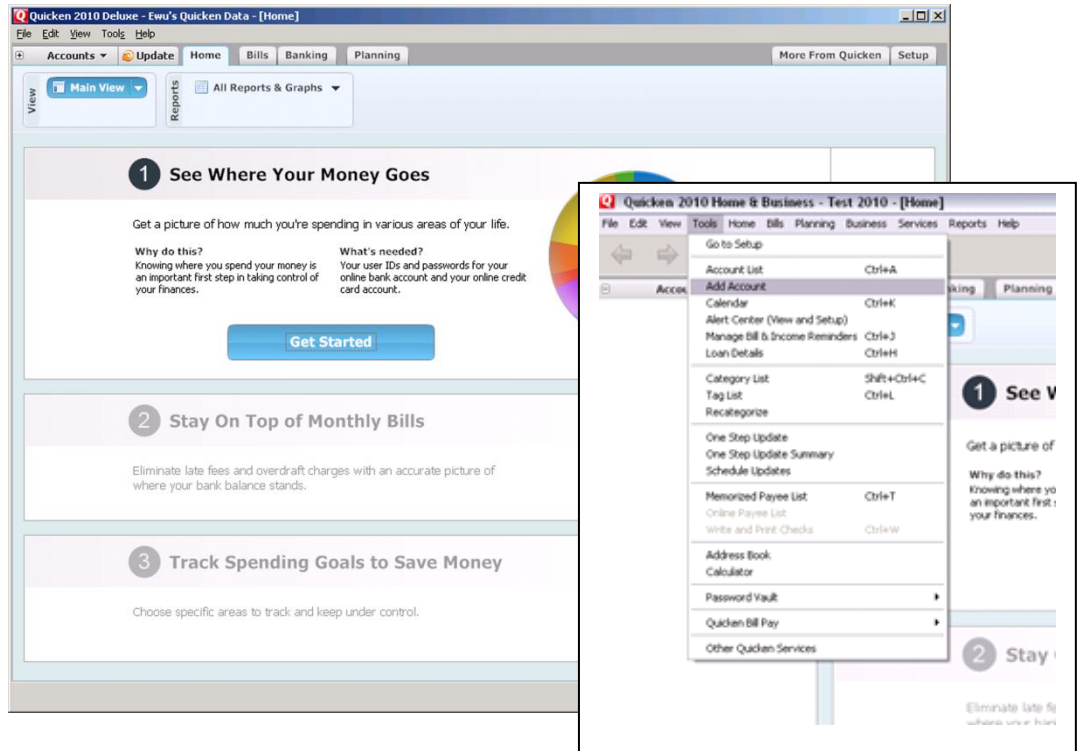 Quicken 2010 Deluxe - Ewu's Quicken Data - [Home]
File Edit View Tools Help
Accounts Update Home Bills Banking Planning More From Quicken Setup
View
Main View
Reports
All Reports & Graphs
1 See Where Your Money Goes
Get a picture of how much you're spending in various areas of your life.
Why do this?
Knowing where you spend your money is
an important first step in taking control of
your finances.
What's needed?
Your user IDs and passwords for your
online bank account and your online credit
card account.
Get Started
2 Stay On Top of Monthly Bills
Eliminate late fees and overdraft charges with an accurate picture of
where your bank balance stands.
3 Track Spending Goals to Save Money
Choose specific areas to track and keep under control.
Quicken 2010 Home & Business - Test 2010 - [Home]
File Edit View Tools Home Bills Planning Business Services Reports Help
Go to Setup
Account List Ctrl+A
Add Account
Calendar Ctrl+K
Alert Center (View and Setup)
Manage Bill & Income Reminders Ctrl+J
Loan Details Ctrl+H
Category List Shift+Ctrl+C
Tag List Ctrl+L
Recategorize
One Step Update
One Step Update Summary
Schedule Updates
Memorized Payee List Ctrl+T
Online Payee List
Write and Print Checks Ctrl+W
Address Book
Calculator
Password Vault
Quicken Bill Pay
Other Quicken Services
Accou
king Planning
1 See W
Get a picture of
Why do this?
Knowing where yo
an important first s
your finances.
2 Stay
Eliminate late fe
where your bank